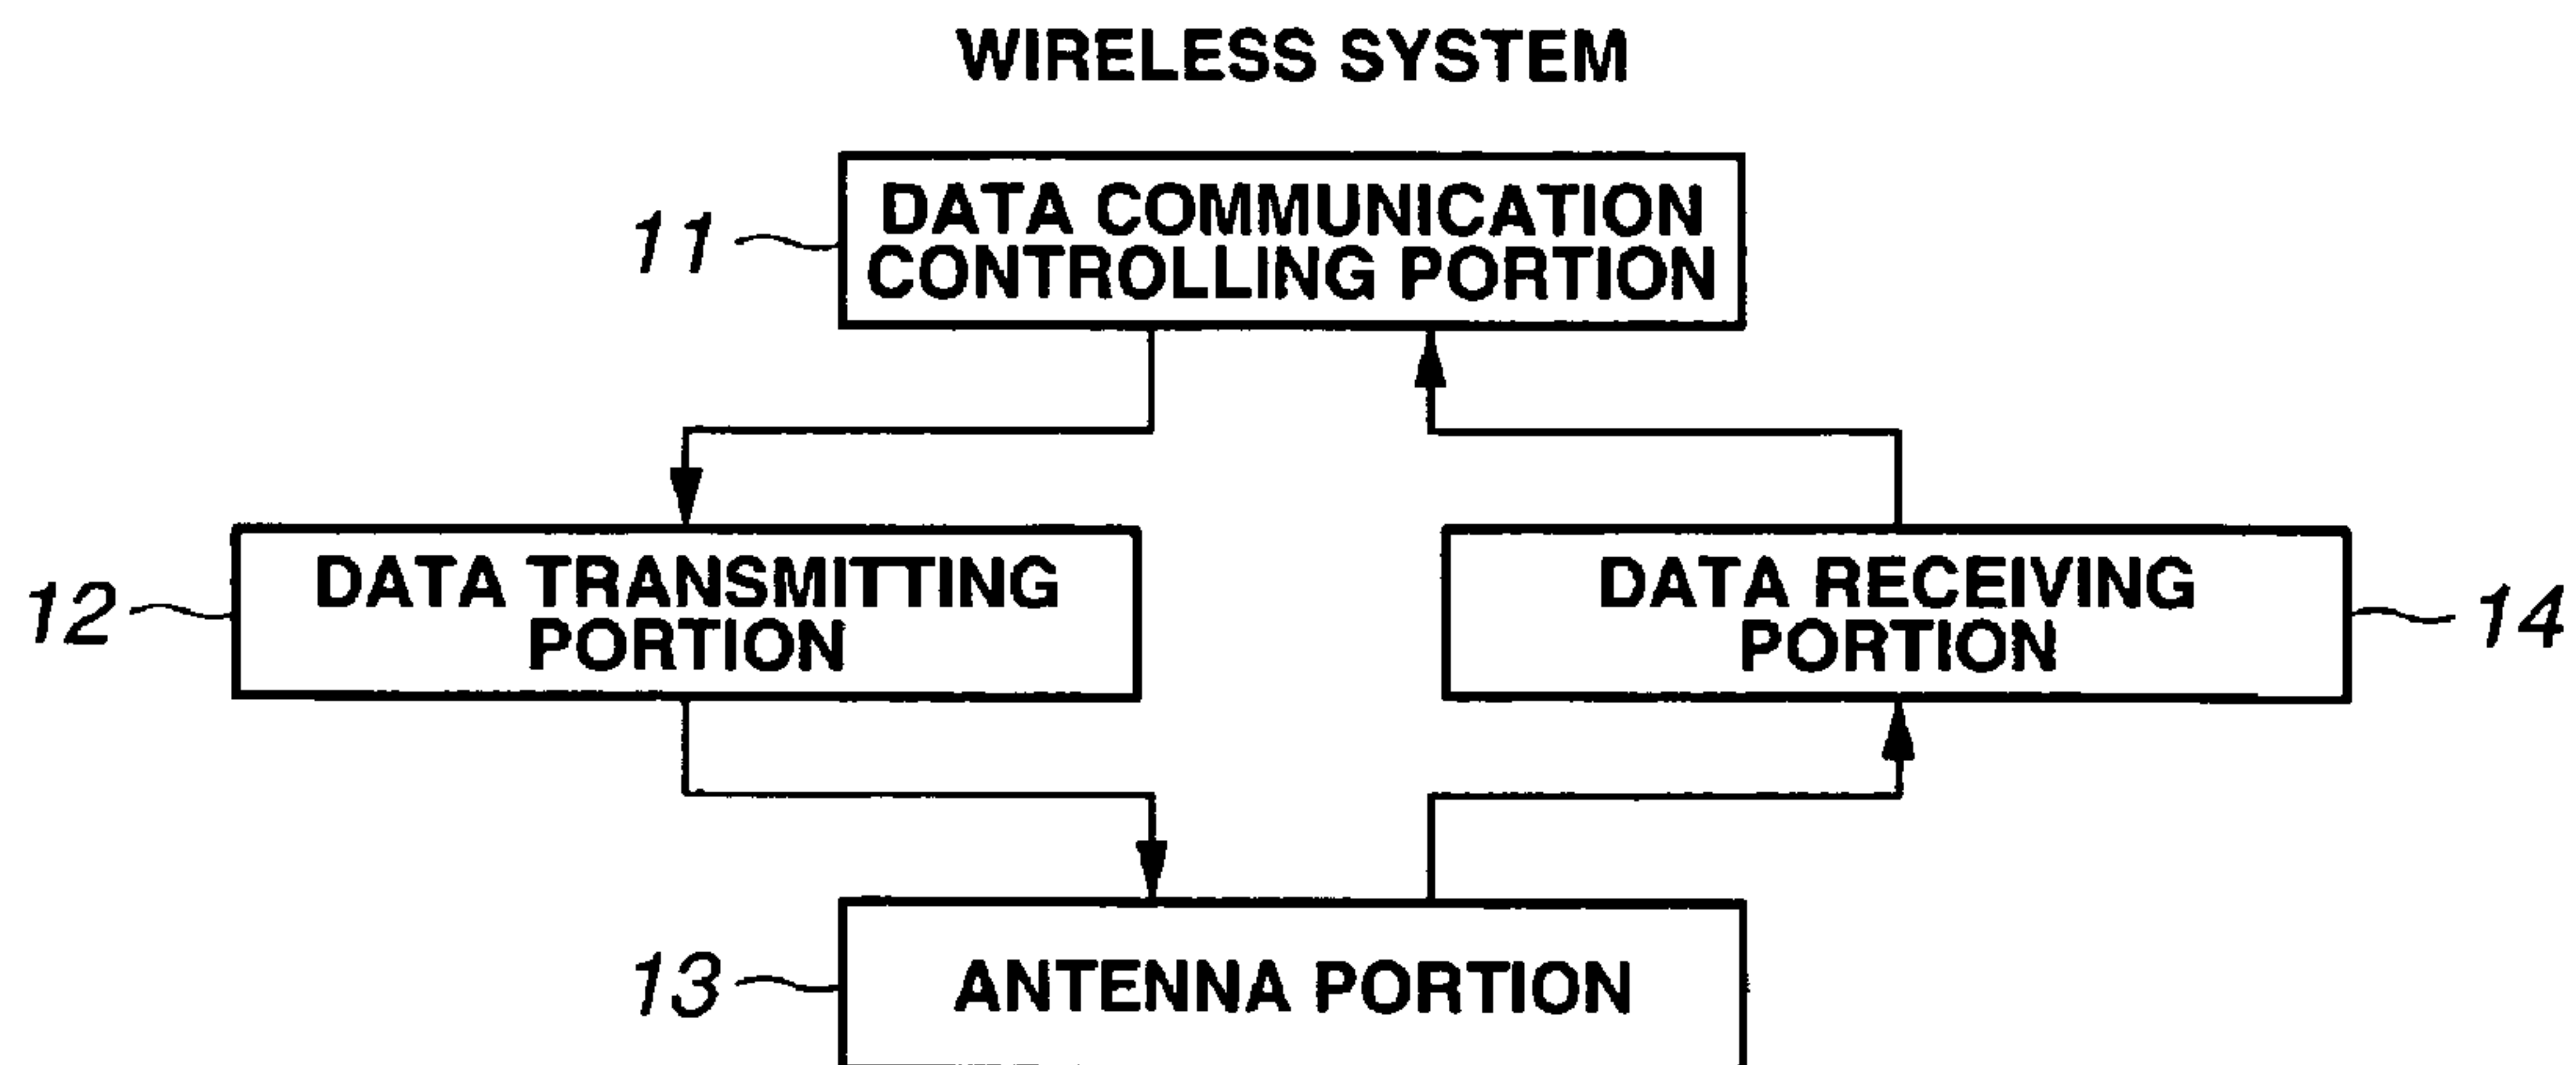 WIRELESS SYSTEM
11
DATA COMMUNICATION
CONTROLLING PORTION
12
DATA TRANSMITTING
PORTION
DATA RECEIVING
PORTION
14
13
ANTENNA PORTION